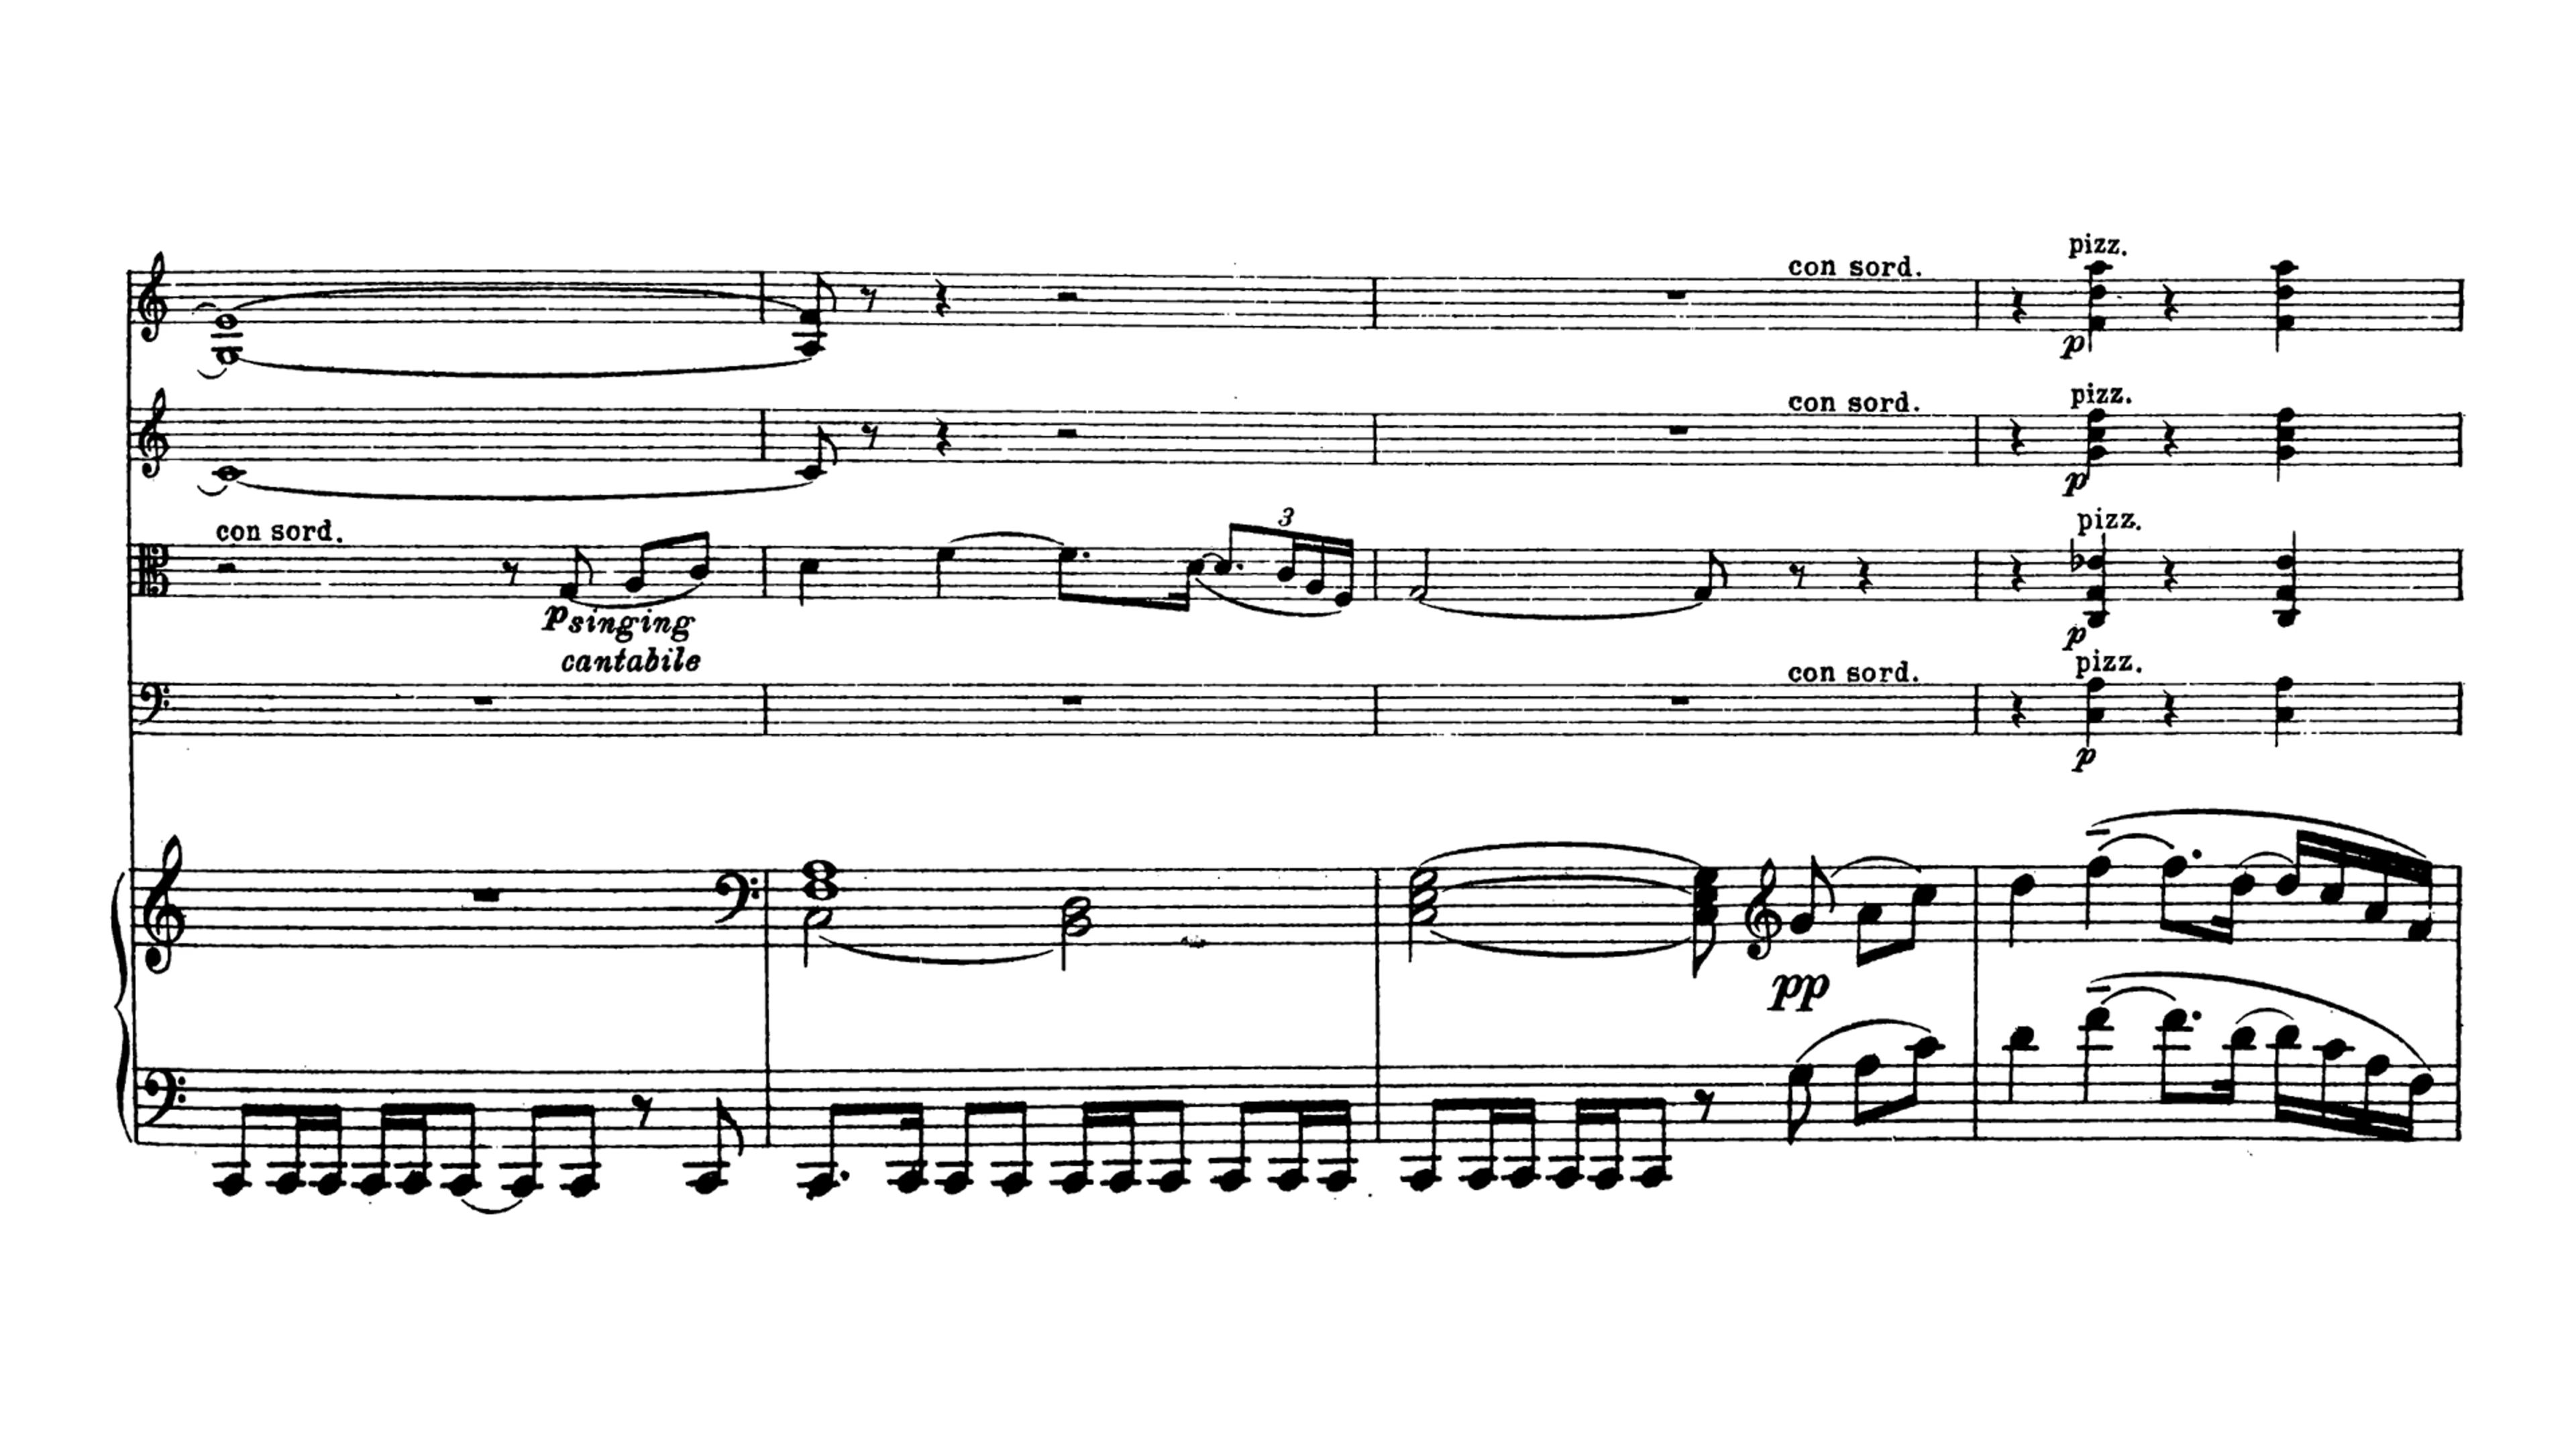 pizz.
con sord.
p
pizz.
con sord.
p
con sord.
3
pizz.
p singing
cantabile
p
pizz.
con sord.
p
pp